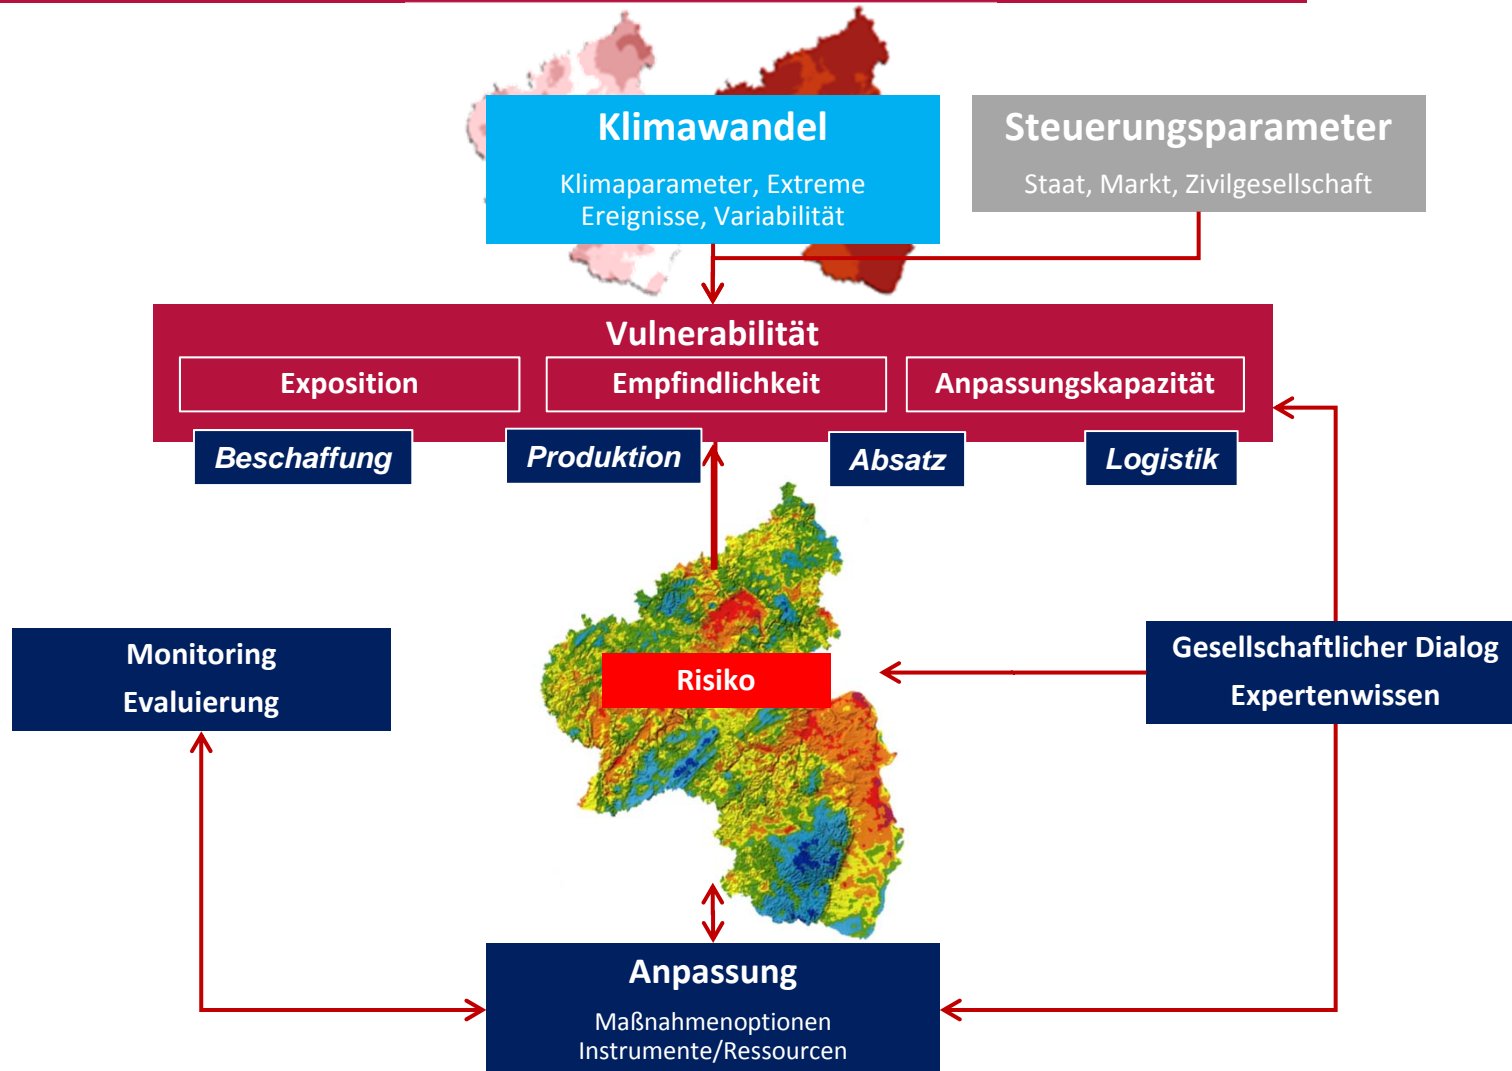 Klimawandel
Klimaparameter, Extreme
Ereignisse, Variabilität
Steuerungsparameter
Staat, Markt, Zivilgesellschaft
Vulnerabilität
Exposition
Empfindlichkeit
Anpassungskapazität
Beschaffung
Produktion
Absatz
Logistik
Monitoring
Evaluierung
Risiko
Gesellschaftlicher Dialog
Expertenwissen
Anpassung
Maßnahmenoptionen
Instrumente/Ressourcen